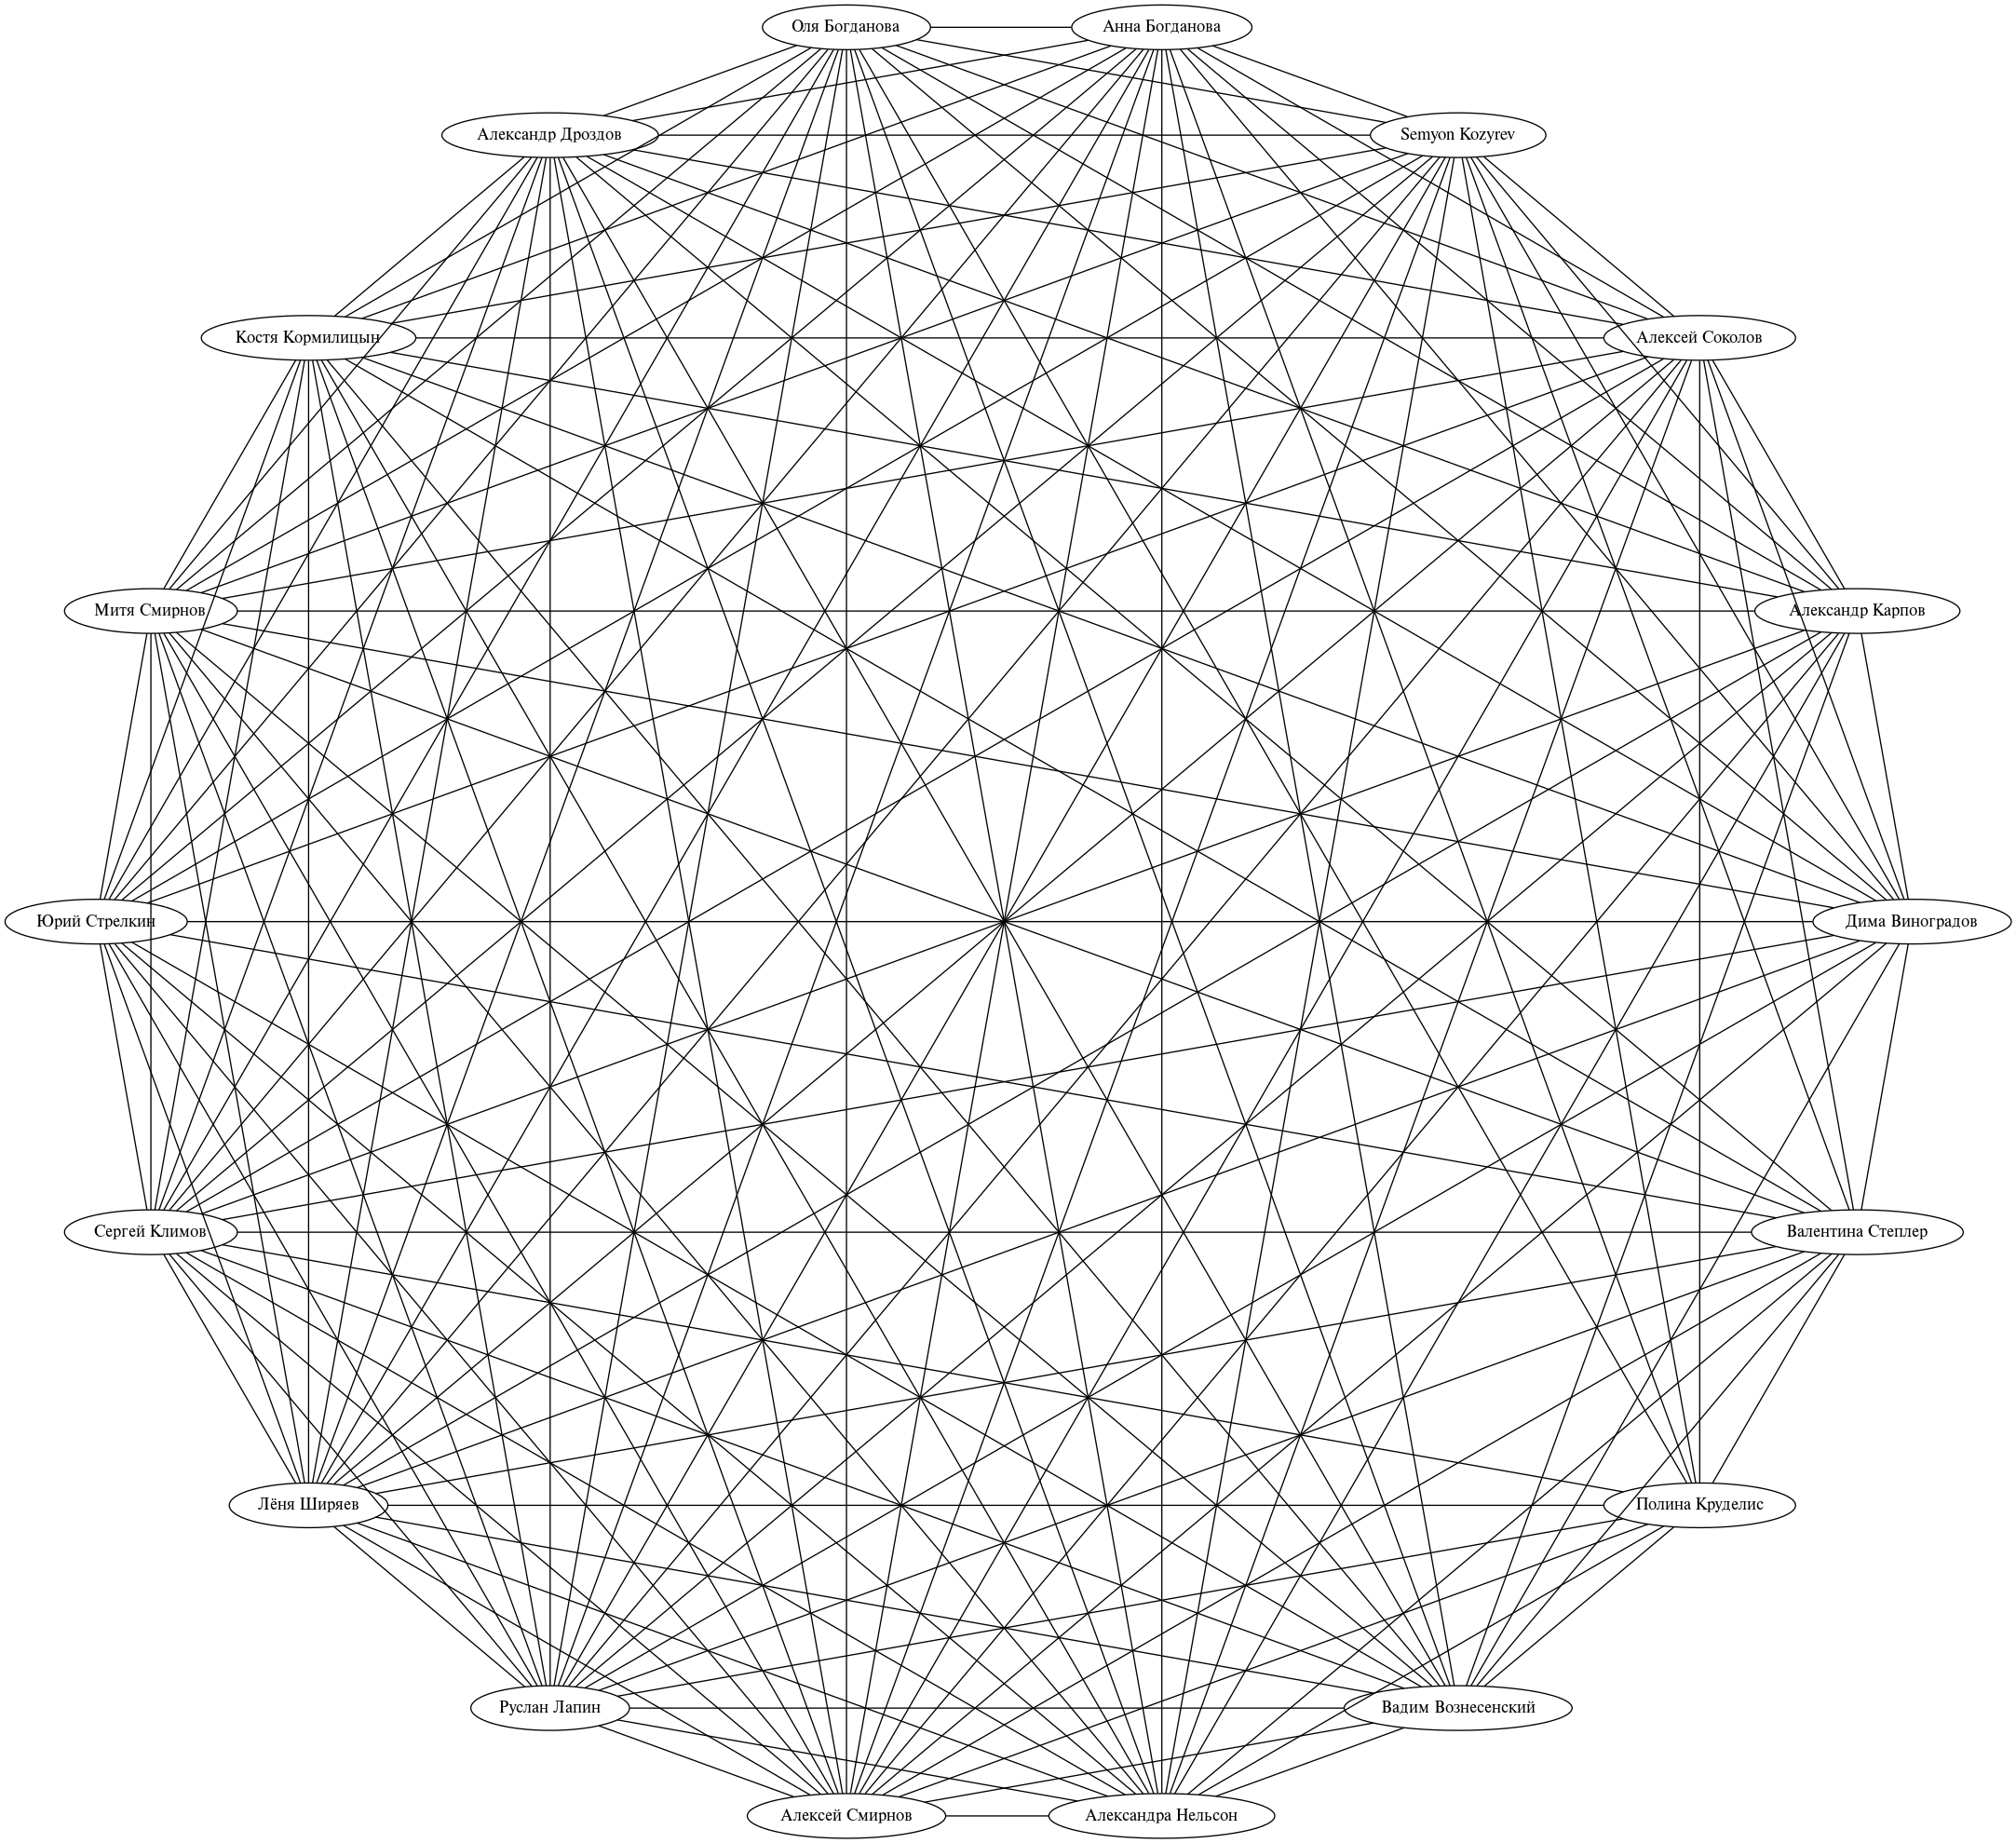 Оля Богданова
Анна Богданова
Александр Дроздов
Semyon Kozyrev
Костя Кормилицын
Алексей Соколов
Митя Смирнов
Александр Карпов
Юрий Стрелкин
Дима Виноградов
Сергей Климов
Валентина Степлер
Лёня Ширяев
Полина Круделис
Руслан Лапин
Вадим Вознесенский
Алексей Смирнов
Александра Нельсон